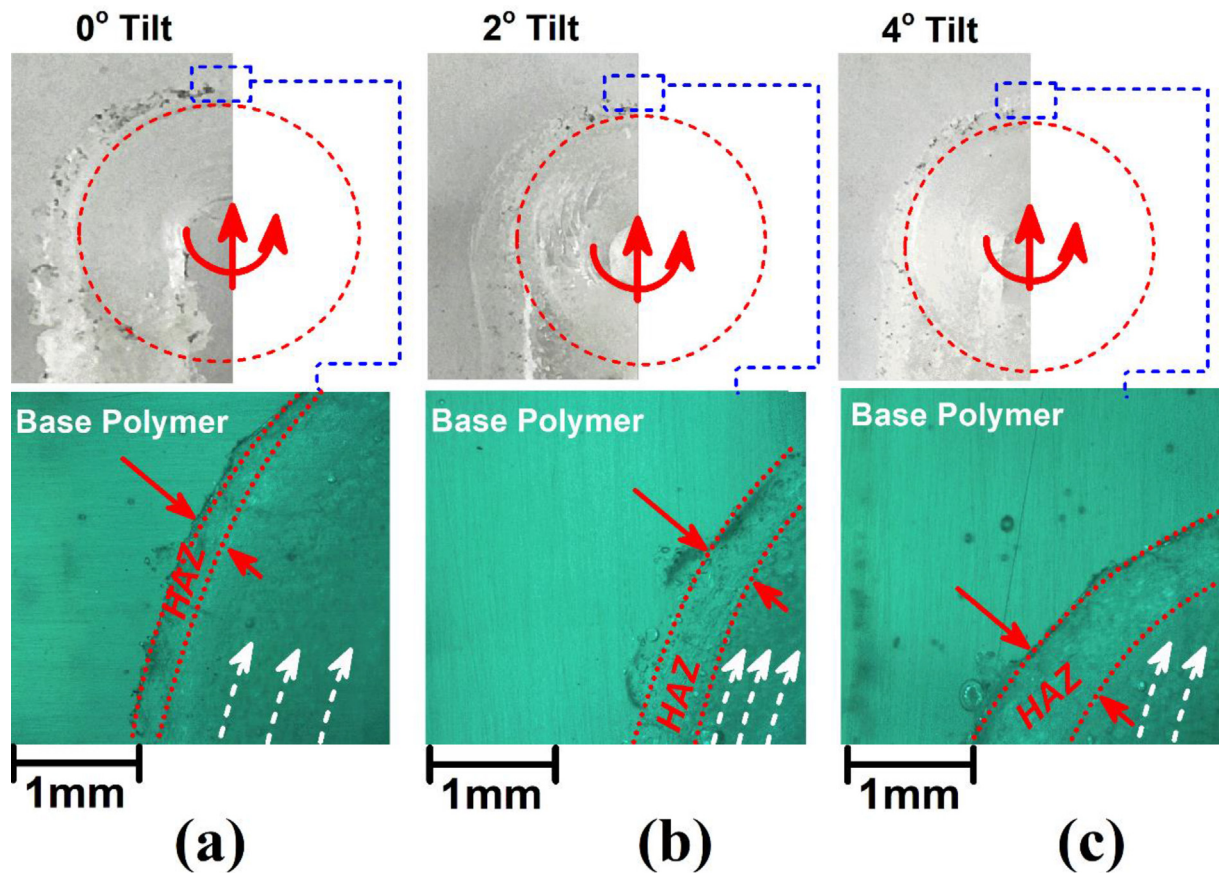 0° Tilt
2° Tilt
4° Tilt
Base Polymer
Base Polymer
Base Polymer
HAZ
HAZ
HAZ
1mm
1mm
1mm
(a)
(b)
(c)